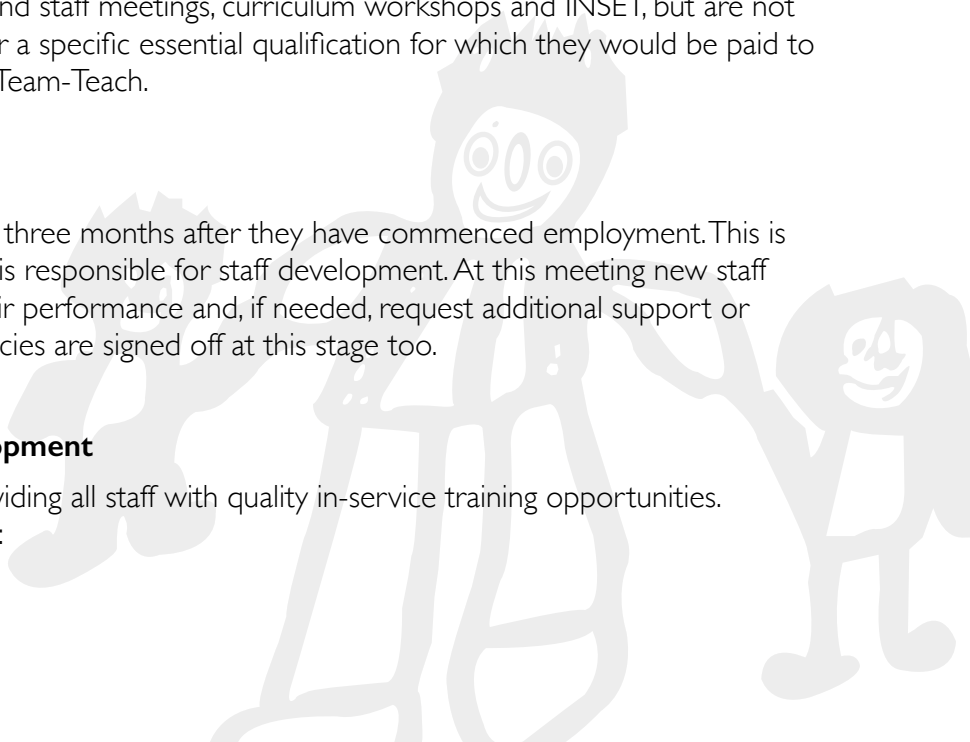 nd staff meetings, curriculum workshops and INSET, but are not
r a specific essential qualification for which they would be paid to
Team-Teach.
three months after they have commenced employment. This is
is responsible for staff development. At this meeting new staff
ir performance and, if needed, request additional support or
cies are signed off at this stage too.
opment
viding all staff with quality in-service training opportunities.
: